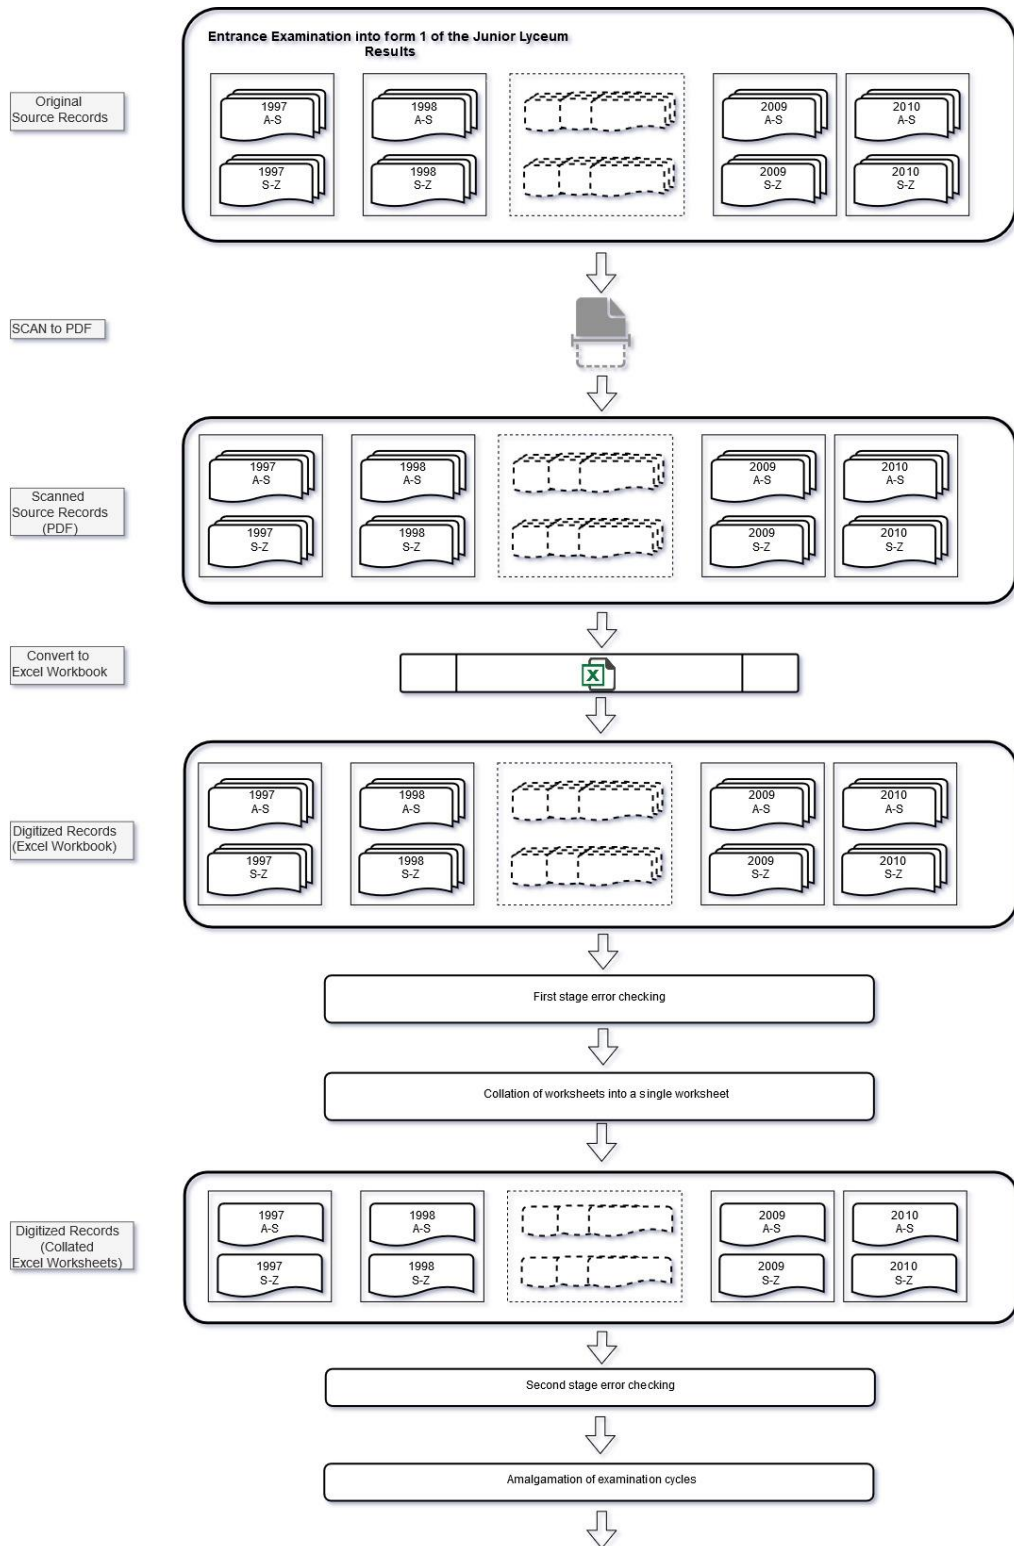 Entrance Examination into form 1 of the Junior Lyceum
Results
Original
Source Records
1997
A-S
1998
A-S
2009
A-S
2010
A-S
1997
S-Z
1998
S-Z
2009
S-Z
2010
S-Z
SCAN to PDF
Scanned
Source Records
(PDF)
1997
A-S
1998
A-S
2009
A-S
2010
A-S
1997
S-Z
1998
S-Z
2009
S-Z
2010
S-Z
Convert to
Excel Workbook
X
Digitized Records
(Excel Workbook)
1997
A-S
1998
A-S
2009
A-S
2010
A-S
1997
S-Z
1998
S-Z
2009
S-Z
2010
S-Z
First stage error checking
Collation of worksheets into a single worksheet
Digitized Records
(Collated
Excel Worksheets)
1997
A-S
1998
A-S
2009
A-S
2010
A-S
1997
S-Z
1998
S-Z
2009
S-Z
2010
S-Z
Second stage error checking
Amalgamation of examination cycles